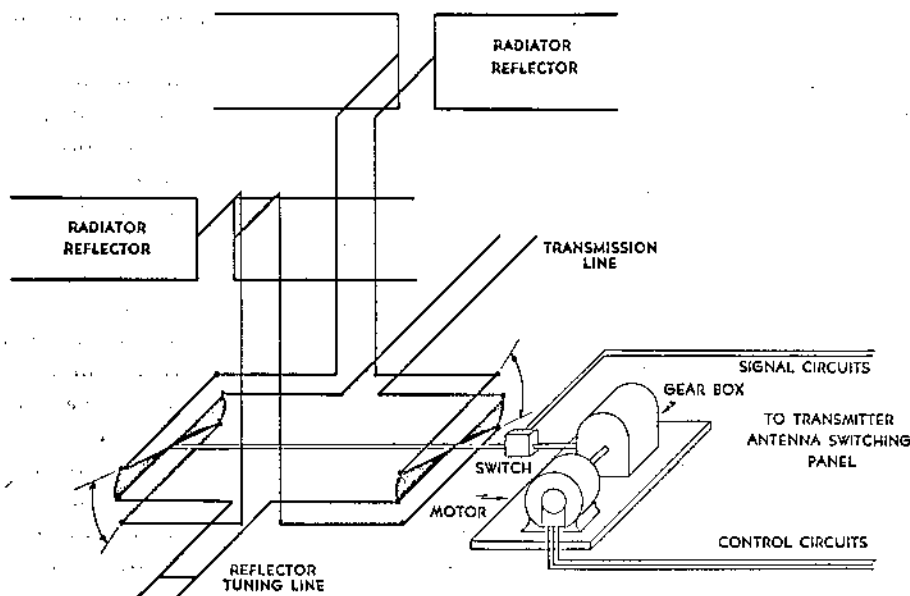 RADIATOR
REFLECTOR
RADIATOR
REFLECTOR
TRANSMISSION
LINE
SIGNAL CIRCUITS
GEAR BOX
TO TRANSMITTER
ANTENNA SWITCHING
PANEL
SWITCH
MOTOR
CONTROL CIRCUITS
REFLECTOR
TUNING LINE